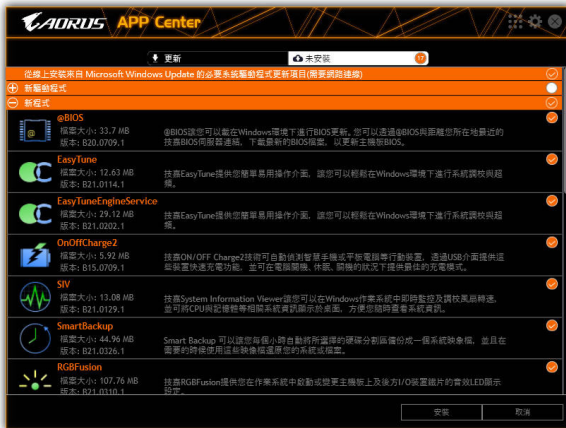 AORUS APP Center
更新
未安裝
從線上安裝來自 Microsoft Windows Update 的必要系統驅動程式更新項目(需要網路連線)
新驅動程式
新程式
@BIOS
檔案大小: 33.7 MB
版本: B20.0709.1
@BIOS讓您可以載在Windows環境下進行BIOS更新。您可以透過@BIOS與距離您所在地最近的
技嘉BIOS伺服器連結，下載最新的BIOS檔案，以更新主機板BIOS。
EasyTune
檔案大小: 12.63 MB
版本: B21.0114.1
技嘉EasyTune提供您簡單易用操作介面，讓您可以輕鬆在Windows環境下進行系統調校與超
頻。
EasyTuneEngineService
檔案大小: 29.12 MB
版本: B21.0202.1
技嘉EasyTune提供您簡單易用操作介面，讓您可以輕鬆在Windows環境下進行系統調校與超
頻。
OnOffCharge2
檔案大小: 5.92 MB
版本: B15.0709.1
技嘉ON/OFF Charge2技術可自動偵測智慧手機或平板電腦等行動裝置，透過USB介面提供這
些裝置快速充電功能，並可在電腦開機、休眠、關機的狀況下提供最佳的充電模式。
SIV
檔案大小: 13.08 MB
版本: B21.0129.1
技嘉System Information Viewer讓您可以在Windows作業系統中即時監控及調校風扇轉速，
並可將CPU與記憶體等相關系統資訊顯示於桌面，方便您隨時查看系統資訊。
SmartBackup
檔案大小: 44.96 MB
版本: B21.0326.1
Smart Backup 可以讓您每個小時自動將所選擇的硬碟分割區備份成一個系統映像檔，並且在
需要的時候使用這些映像檔還原您的系統或檔案。
RGBFusion
檔案大小: 107.76 MB
版本: B21.0310.1
技嘉RGBFusion提供您在作業系統中啟動或變更主機板上及後方I/O裝置鐵片的音效LED顯示
設定。
安裝
取消